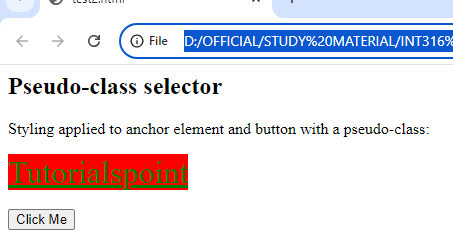 test2.html
File
D:/OFFICIAL/STUDY%20MATERIAL/INT316%
Pseudo-class selector
Styling applied to anchor element and button with a pseudo-class:
Tutorialspoint
Click Me